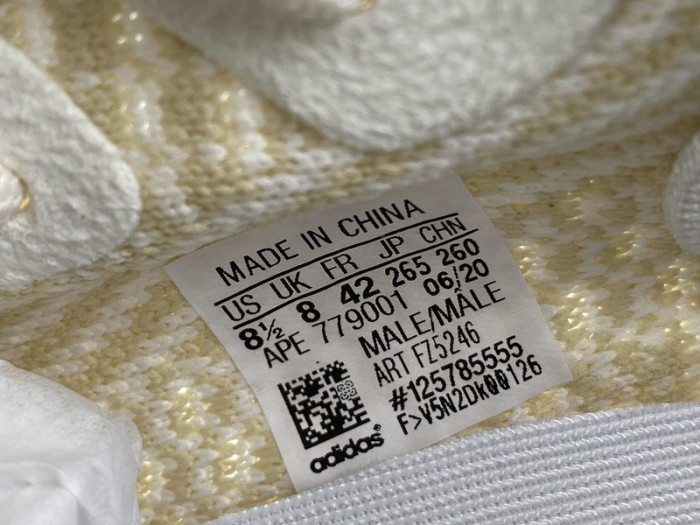 MADE IN CHINA
US UK FR JP CHN
8½ 8 42 265 260
APE 779001 06/20
MALE/MÂLE
ART FZ5246
#125785555
F>V5N2Dk00126
adidas®